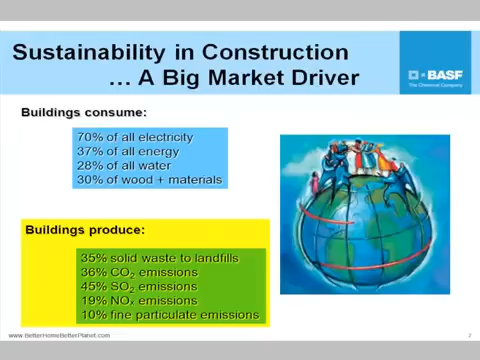 Sustainability in Construction
… A Big Market Driver
BASF
The Chemical Company
Buildings consume:
70% of all electricity
37% of all energy
28% of all water
30% of wood + materials
Buildings produce:
35% solid waste to landfills
36% CO₂ emissions
45% SO₂ emissions
19% NOₓ emissions
10% fine particulate emissions
www.BetterHomeBetterPlanet.com